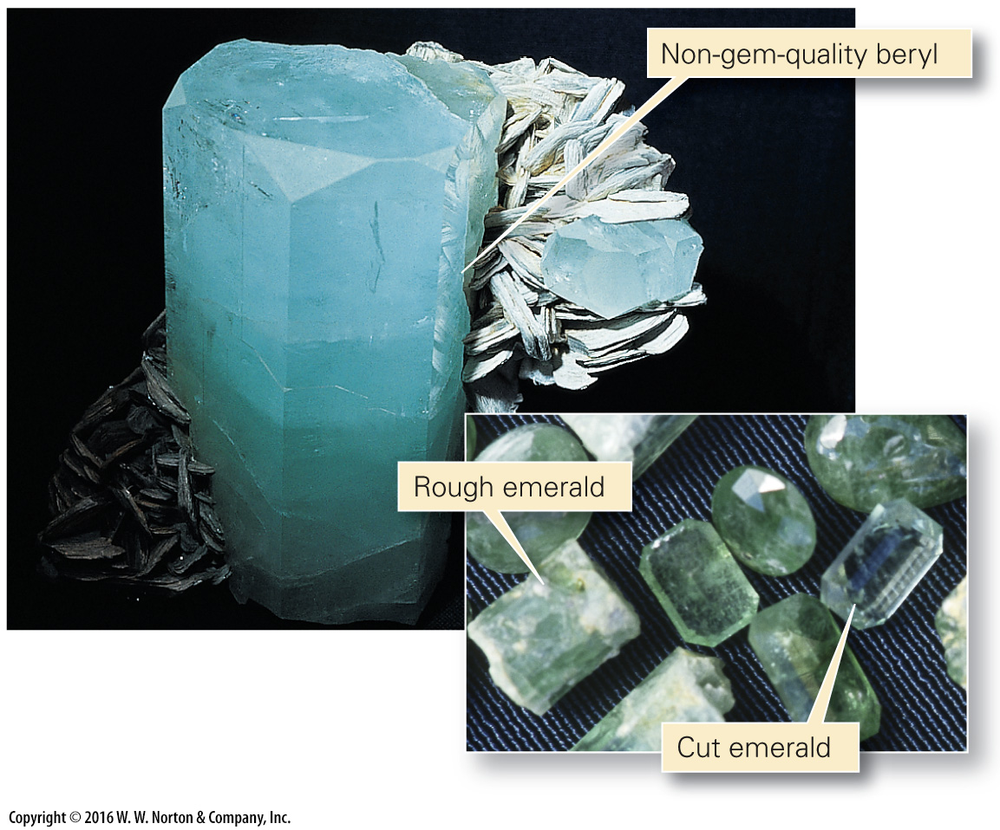 Non-gem-quality beryl
Rough emerald
Cut emerald
Copyright © 2016 W. W. Norton & Company, Inc.